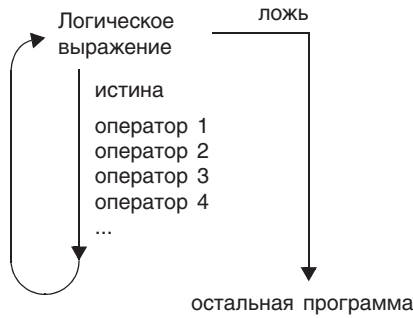 Логическое
выражение
ложь
истина
оператор 1
оператор 2
оператор 3
оператор 4
...
остальная программа